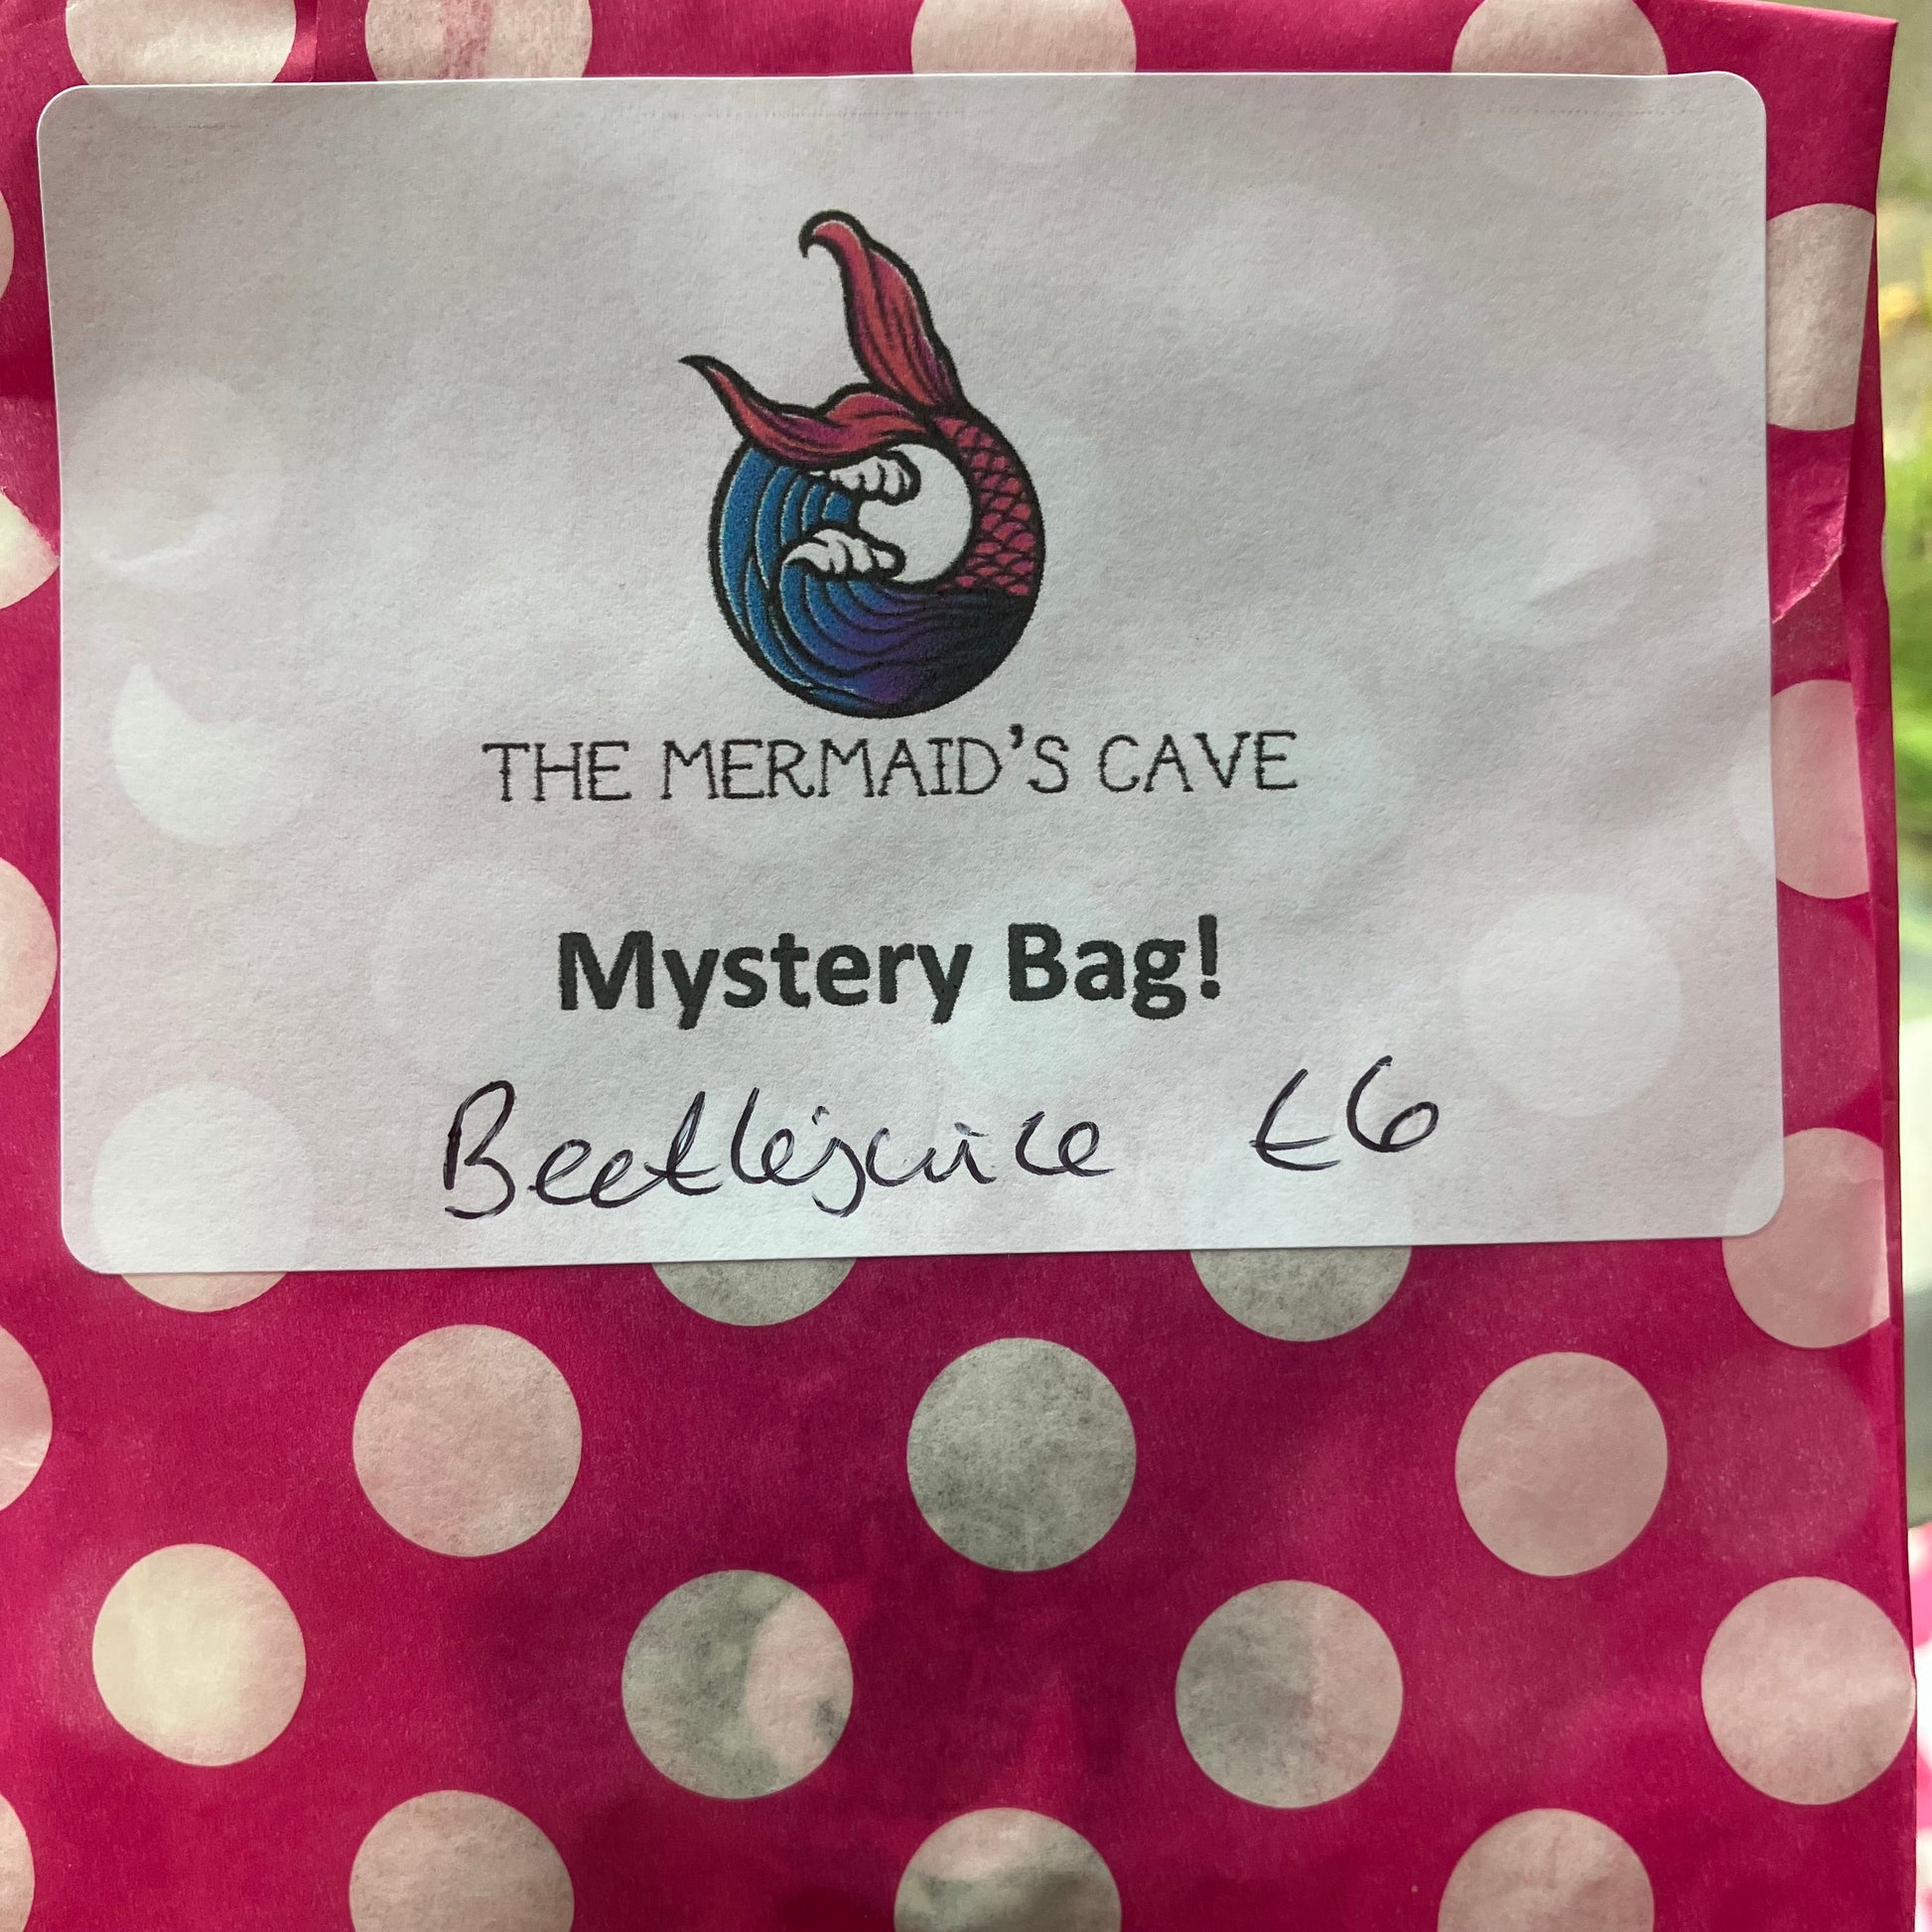 THE MERMAID'S CAVE
Mystery Bag!
Beetlejuice £6